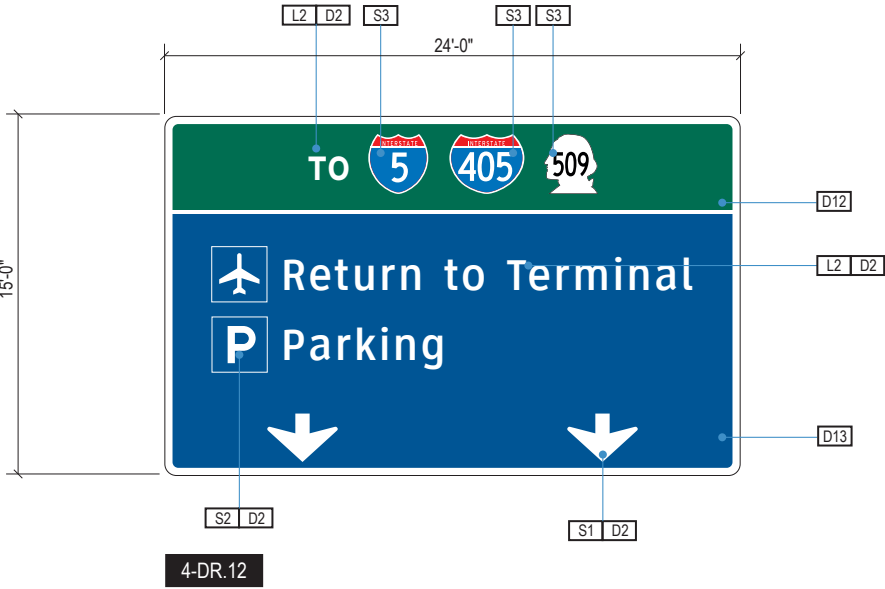 L2 D2 S3 S3 S3
24'-0"
INTERSTATE INTERSTATE
TO 5 405 509
D12
15'-0"
Return to Terminal
L2 D2
P Parking
D13
S2 D2
S1 D2
4-DR.12